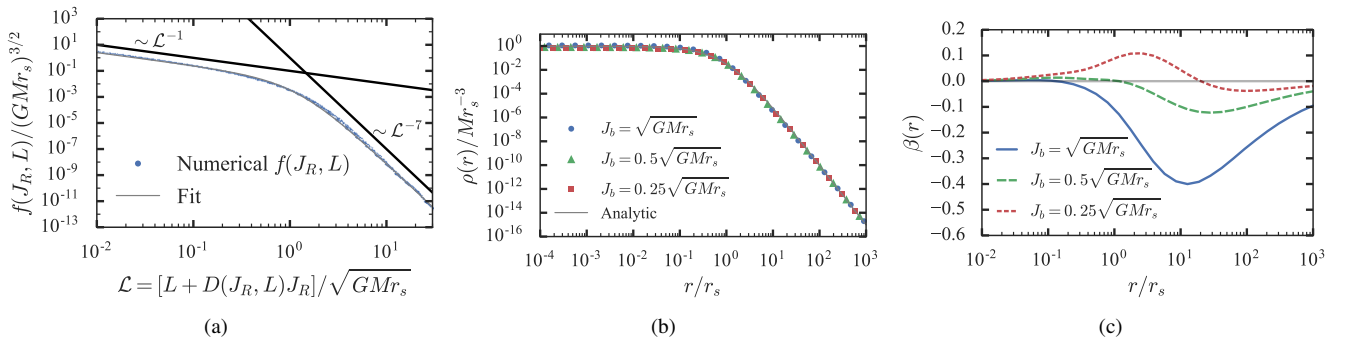 10^3
10^1
10^-1
10^-3
10^-5
10^-7
10^-9
10^-11
10^-13
f(J_R, L)/(GMr_s)^{3/2}
∼ℒ^-1
∼ℒ^-7
Numerical f(J_R, L)
Fit
10^-2 10^-1 10^0 10^1
ℒ = [L + D(J_R, L)J_R]/√GMr_s
(a)
10^0
10^-2
10^-4
10^-6
10^-8
10^-10
10^-12
10^-14
10^-16
ρ(r)/Mr_s^-3
J_b = √GMr_s
J_b = 0.5√GMr_s
J_b = 0.25√GMr_s
Analytic
10^-4 10^-3 10^-2 10^-1 10^0 10^1 10^2 10^3
r/r_s
(b)
0.2
0.1
0.0
−0.1
−0.2
−0.3
−0.4
−0.5
−0.6
β(r)
J_b = √GMr_s
J_b = 0.5√GMr_s
J_b = 0.25√GMr_s
10^-2 10^-1 10^0 10^1 10^2 10^3
r/r_s
(c)